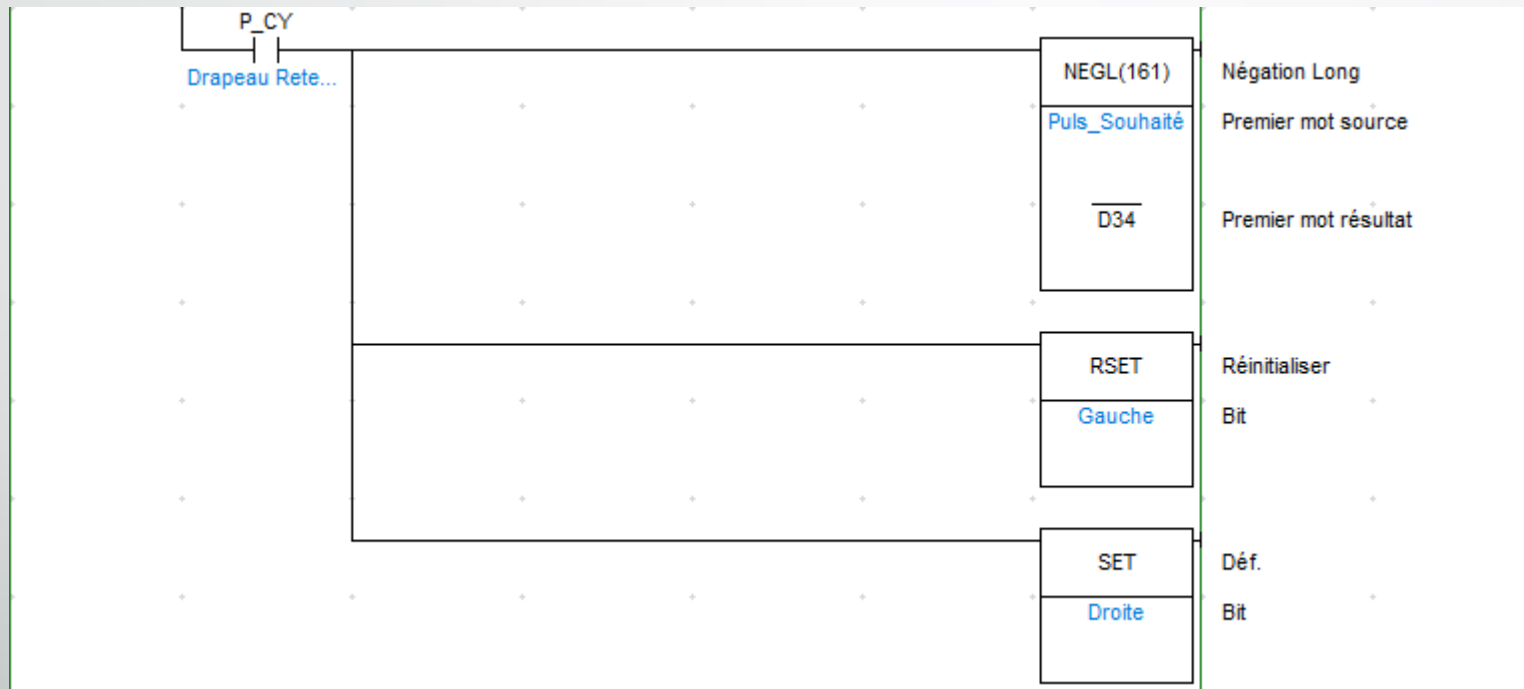 P_CY
Drapeau Rete...
NEGL(161) Négation Long
Puls_Souhaité Premier mot source
D34 Premier mot résultat
RSET Réinitialiser
Gauche Bit
SET Déf.
Droite Bit